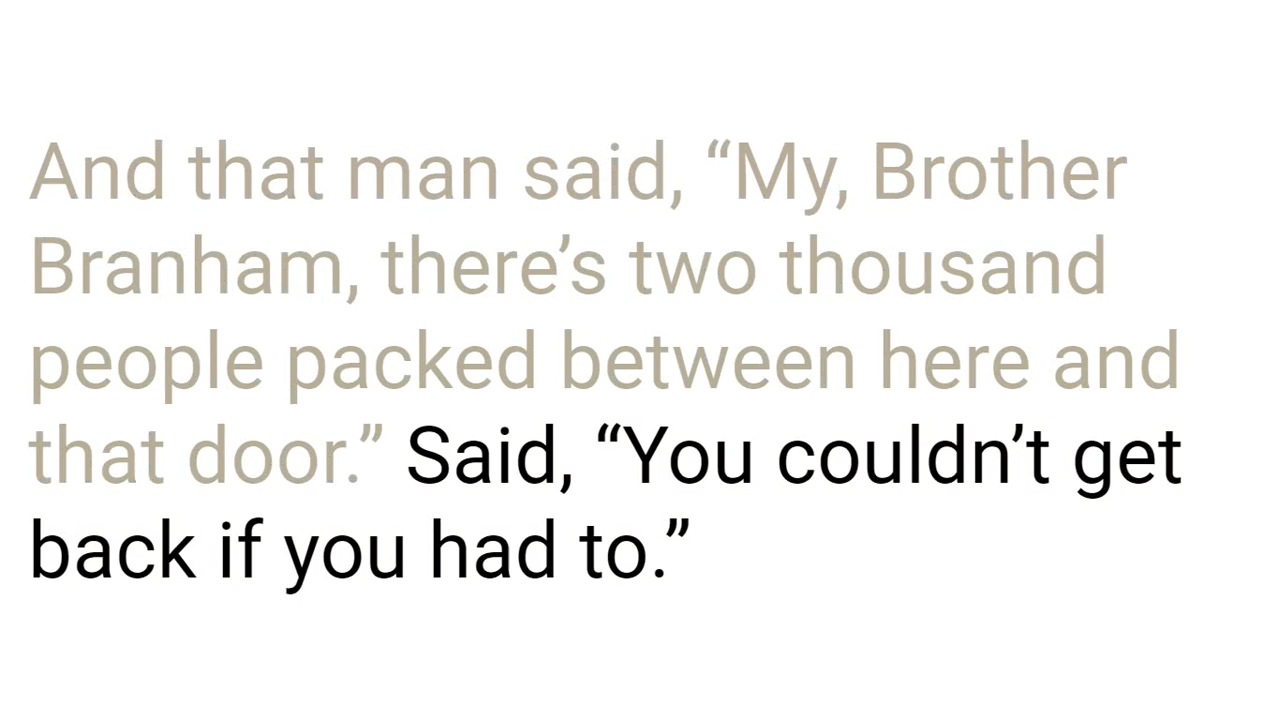 And that man said, “My, Brother
Branham, there’s two thousand
people packed between here and
that door.” Said, “You couldn’t get
back if you had to.”